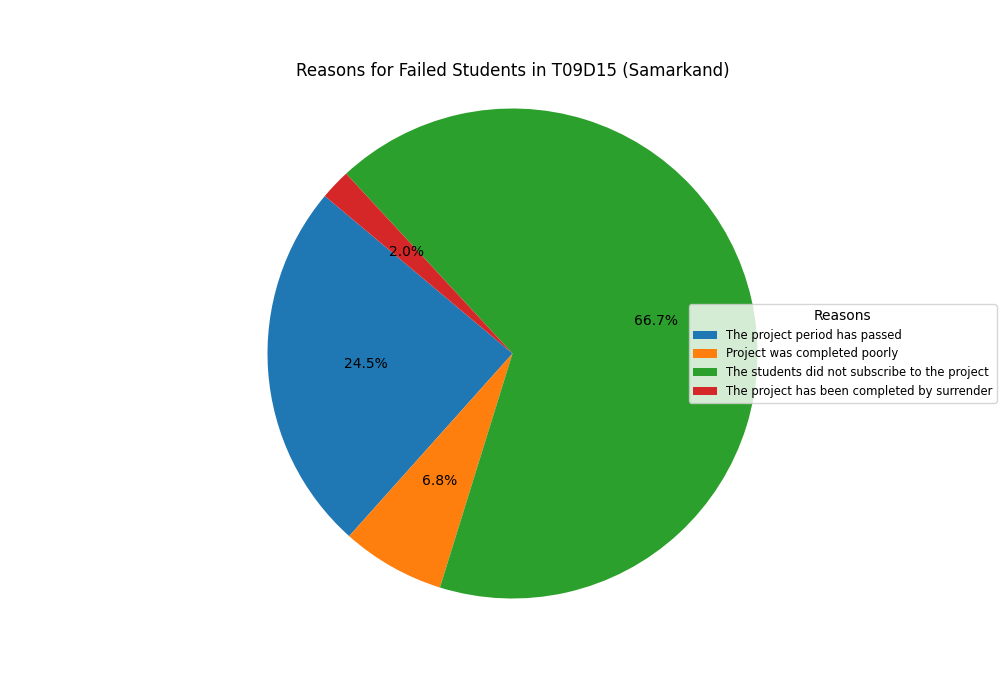 Reasons for Failed Students in T09D15 (Samarkand)
2.0%
66.7%
24.5%
6.8%
Reasons
The project period has passed
Project was completed poorly
The students did not subscribe to the project
The project has been completed by surrender